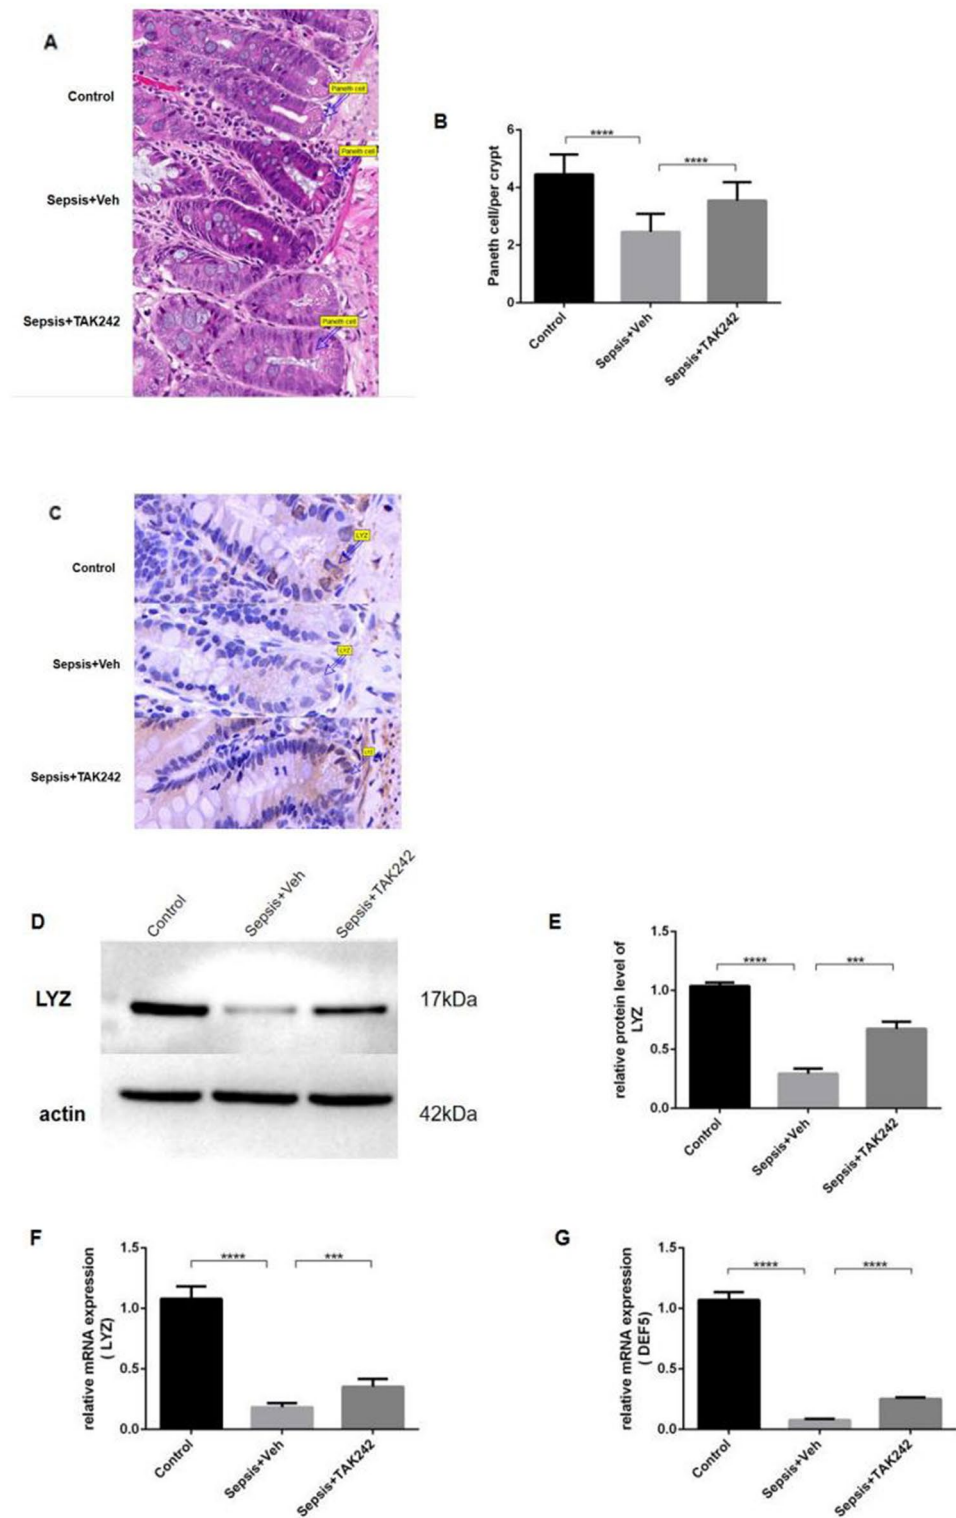 A
Control
Paneth cell
Paneth cell
Sepsis+Veh
Sepsis+TAK242
Paneth cell
B
Paneth cell/per crypt
6
4
2
0
****
****
Control
Sepsis+Veh
Sepsis+TAK242
C
Control
LYZ
Sepsis+Veh
LYZ
Sepsis+TAK242
LYZ
D
Control
Sepsis+Veh
Sepsis+TAK242
LYZ
17kDa
actin
42kDa
E
relative protein level of
LYZ
1.5
1.0
0.5
0.0
****
***
Control
Sepsis+Veh
Sepsis+TAK242
F
relative mRNA expression
( LYZ)
1.5
1.0
0.5
0.0
****
***
Control
Sepsis+Veh
Sepsis+TAK242
G
relative mRNA expression
( DEF5)
1.5
1.0
0.5
0.0
****
****
Control
Sepsis+Veh
Sepsis+TAK242